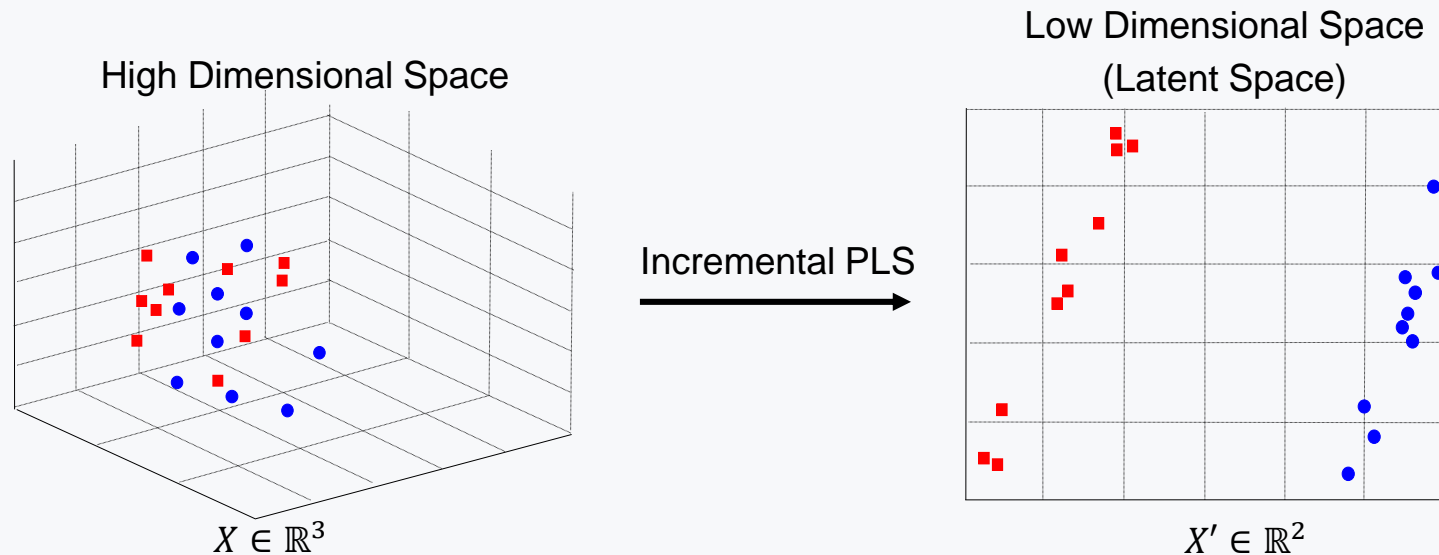 High Dimensional Space
X ∈ ℝ³
Incremental PLS
Low Dimensional Space
(Latent Space)
X′ ∈ ℝ²